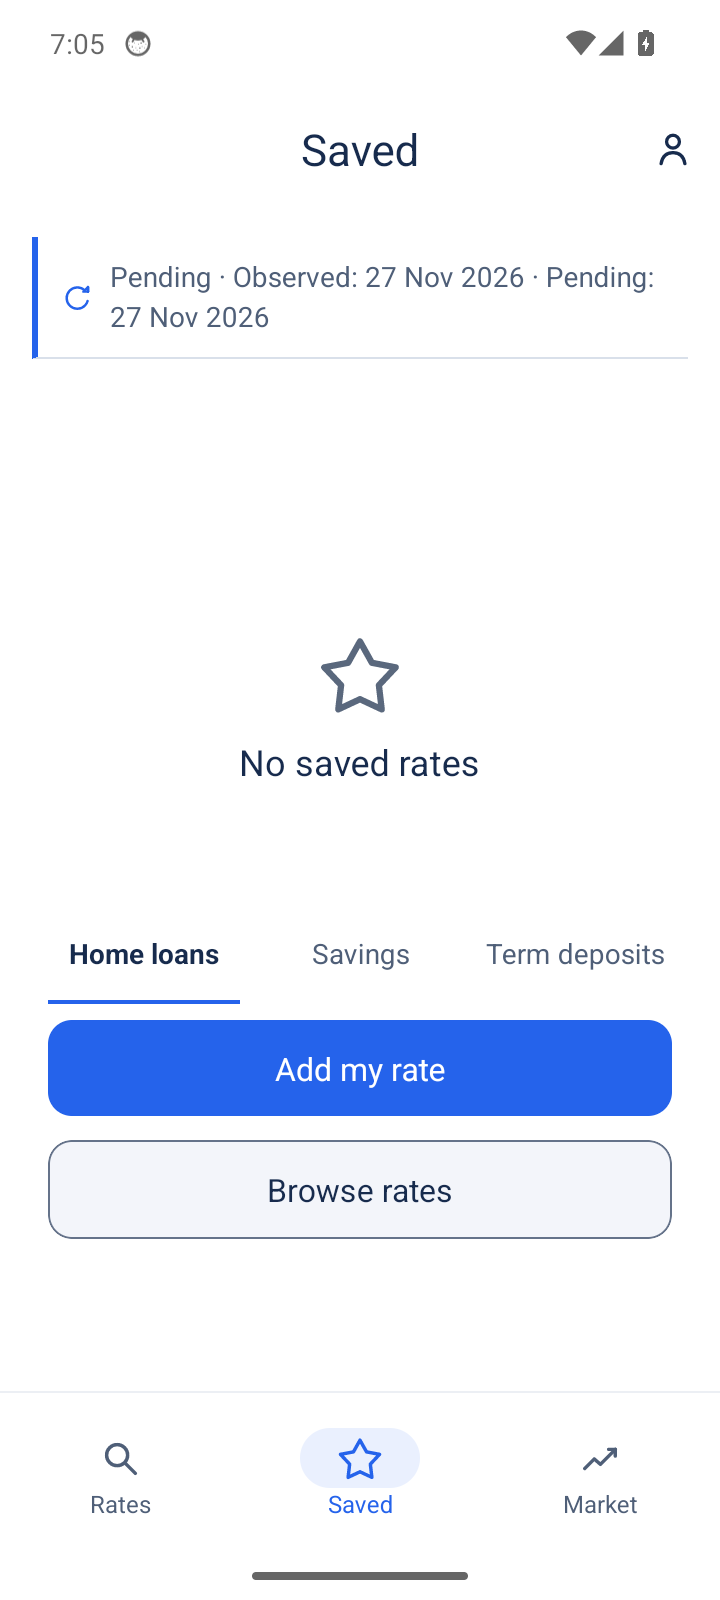 7:05
Saved
Pending · Observed: 27 Nov 2026 · Pending:
27 Nov 2026
No saved rates
Home loans
Savings
Term deposits
Add my rate
Browse rates
Rates
Saved
Market